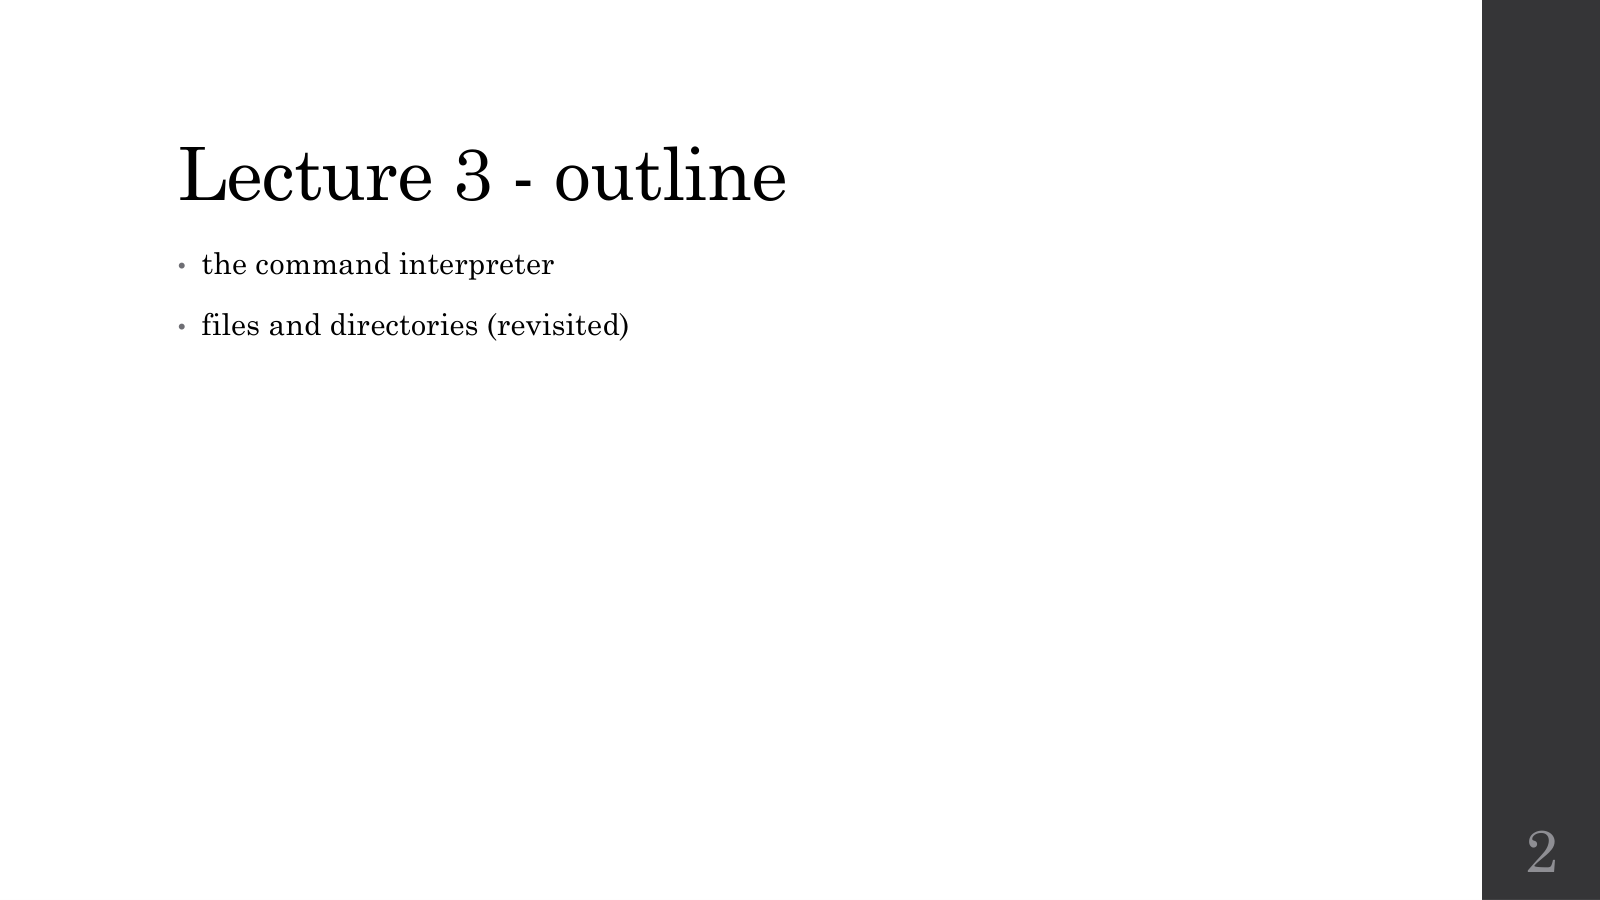 Lecture 3 - outline
• the command interpreter
• files and directories (revisited)
2